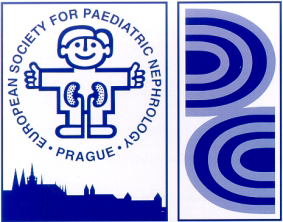 EUROPEAN SOCIETY FOR PAEDIATRIC NEPHROLOGY
• PRAGUE •